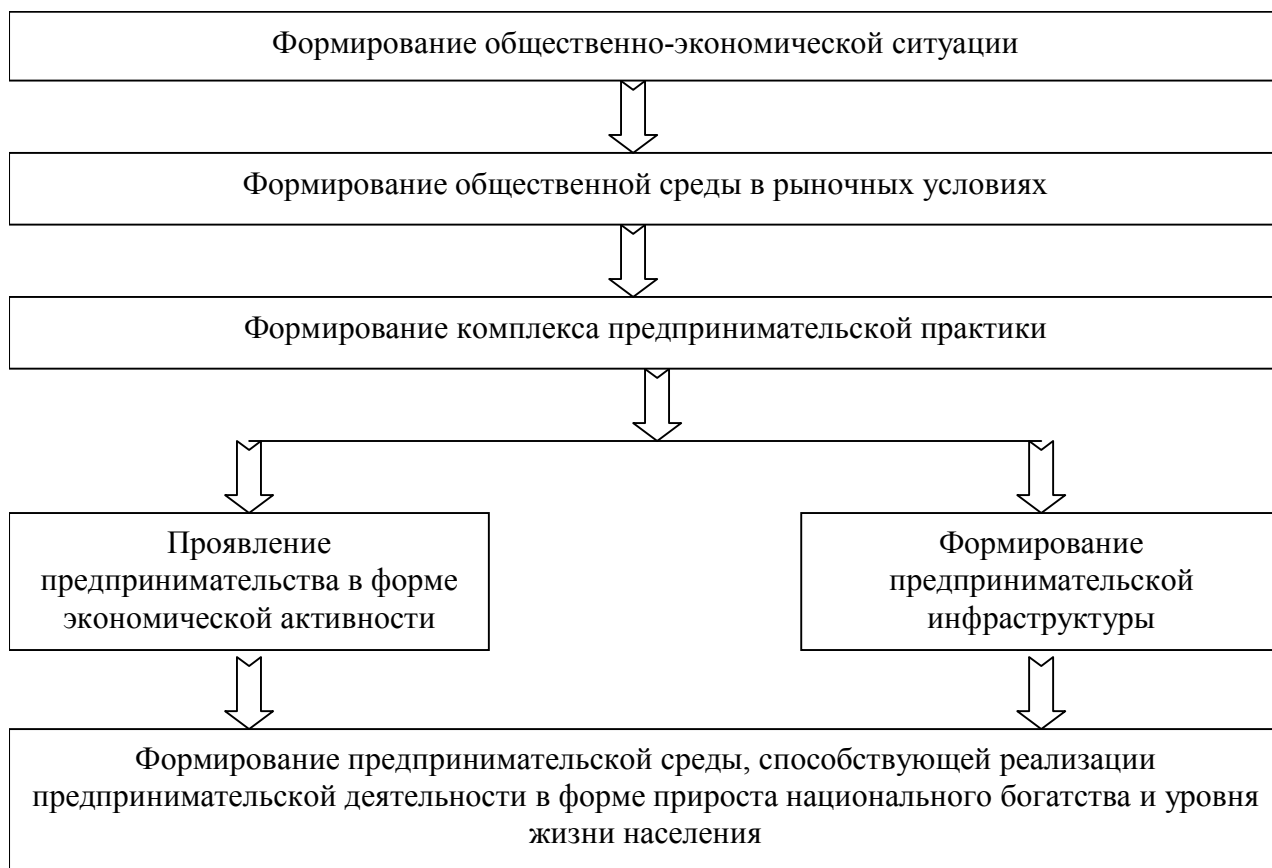 Формирование общественно-экономической ситуации
Формирование общественной среды в рыночных условиях
Формирование комплекса предпринимательской практики
Проявление
предпринимательства в форме
экономической активности
Формирование
предпринимательской
инфраструктуры
Формирование предпринимательской среды, способствующей реализации
предпринимательской деятельности в форме прироста национального богатства и уровня
жизни населения